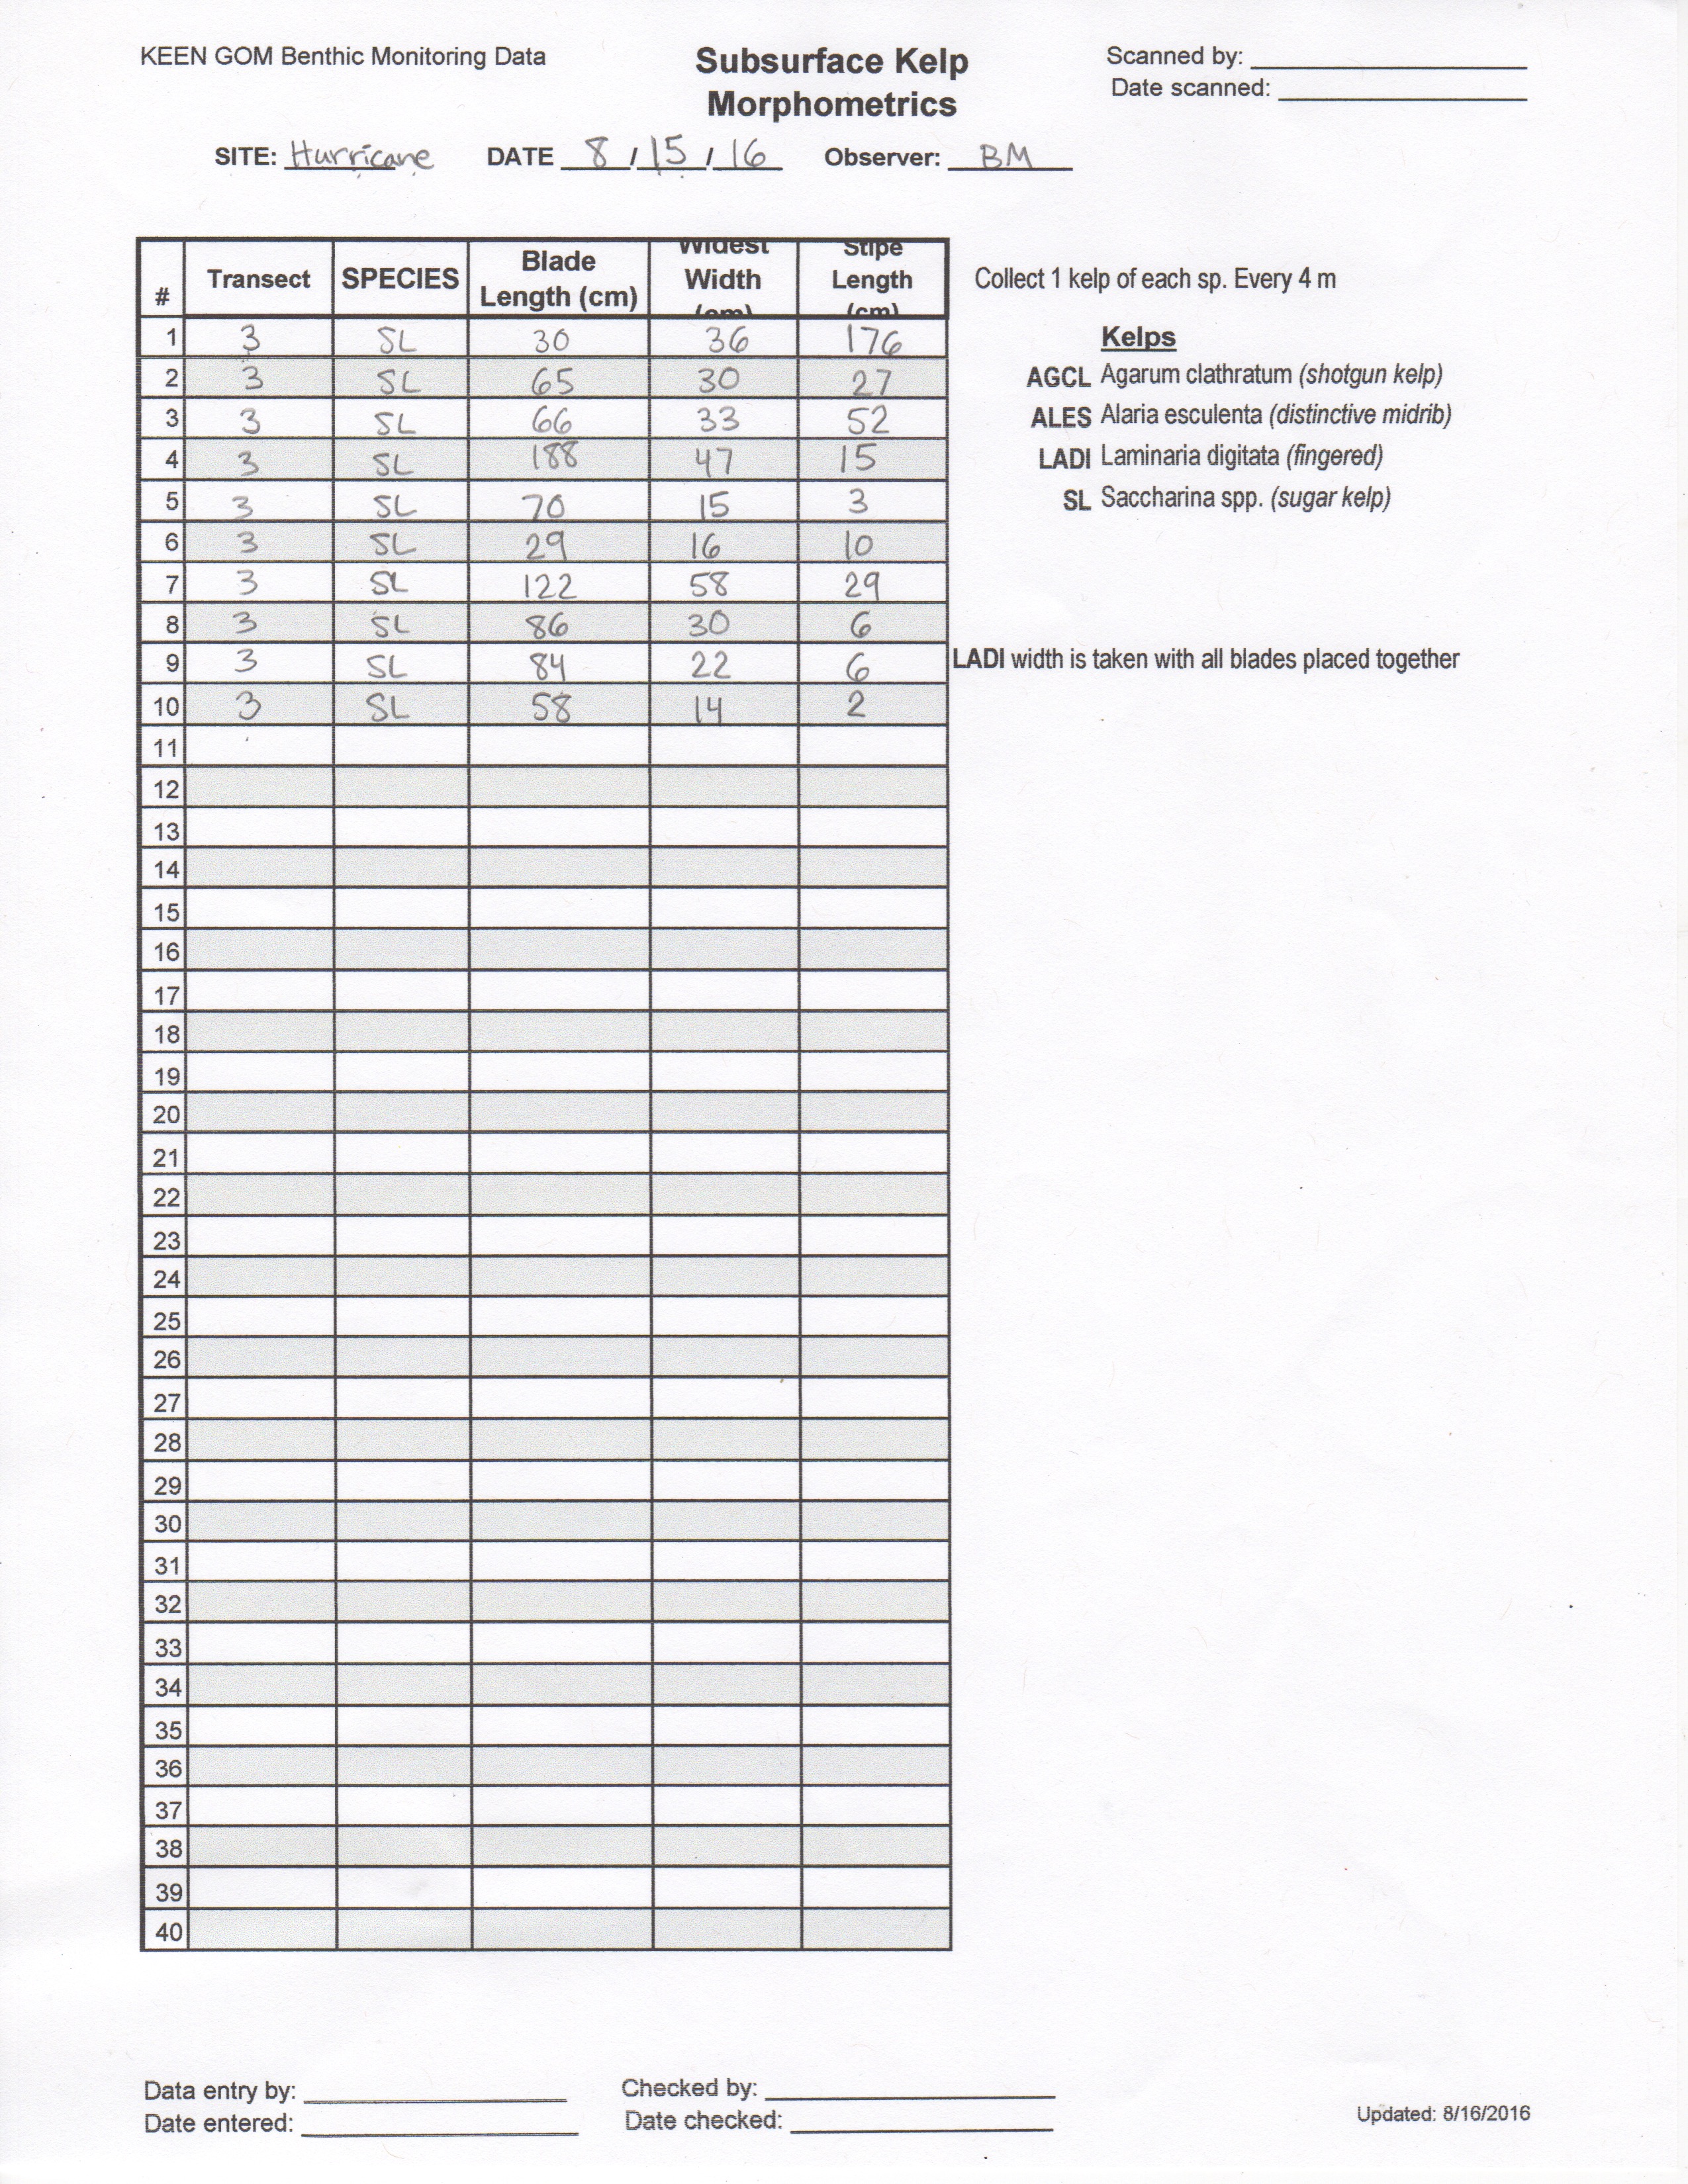 KEEN GOM Benthic Monitoring Data
Subsurface Kelp
Morphometrics
Scanned by:
Date scanned:
SITE: Hurricane DATE 8 / 15 / 16 Observer: BM
# Transect SPECIES Blade Length (cm) Widest Width (cm) Stipe Length (cm)
1 3 SL 30 36 176
2 3 SL 65 30 27
3 3 SL 66 33 52
4 3 SL 188 47 15
5 3 SL 70 15 3
6 3 SL 29 16 10
7 3 SL 122 58 29
8 3 SL 86 30 6
9 3 SL 84 22 6
10 3 SL 58 14 2
11
12
13
14
15
16
17
18
19
20
21
22
23
24
25
26
27
28
29
30
31
32
33
34
35
36
37
38
39
40
Collect 1 kelp of each sp. Every 4 m
Kelps
AGCL Agarum clathratum (shotgun kelp)
ALES Alaria esculenta (distinctive midrib)
LADI Laminaria digitata (fingered)
SL Saccharina spp. (sugar kelp)
LADI width is taken with all blades placed together
Data entry by:
Date entered:
Checked by:
Date checked:
Updated: 8/16/2016